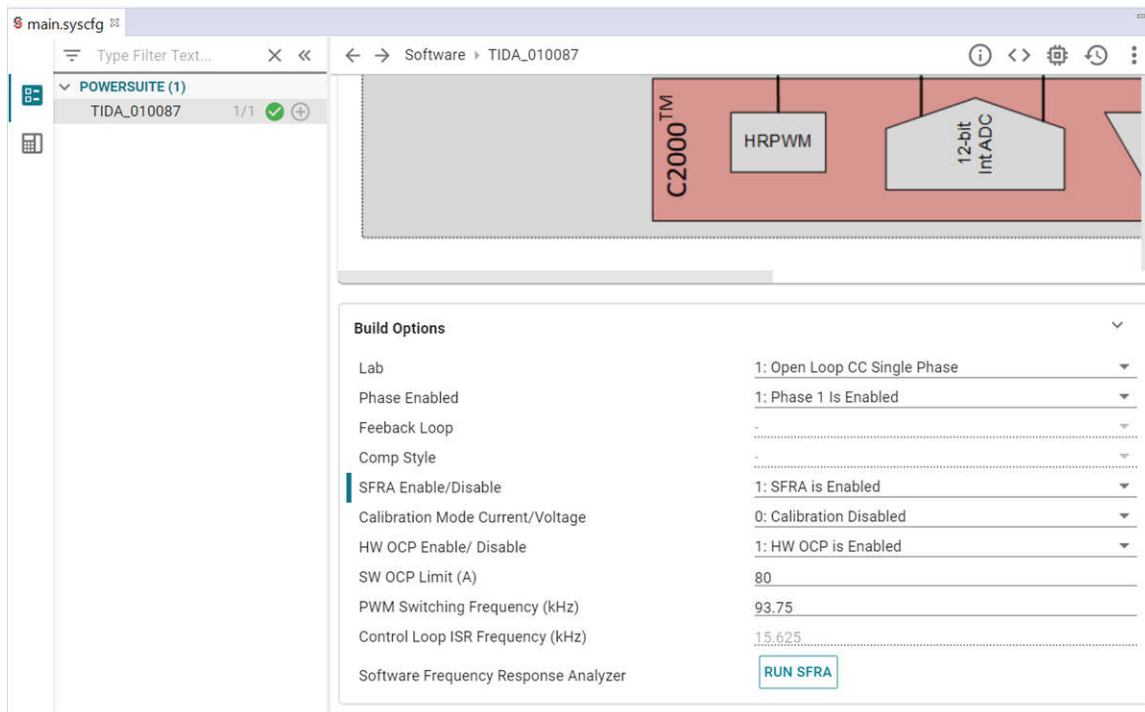 main.syscfg
Type Filter Text...
Software TIDA_010087
POWERSUITE (1)
TIDA_010087 1/1
C2000™
HRPWM
12-bit
Int ADC
Build Options
Lab 1: Open Loop CC Single Phase
Phase Enabled 1: Phase 1 Is Enabled
Feeback Loop -
Comp Style -
SFRA Enable/Disable 1: SFRA is Enabled
Calibration Mode Current/Voltage 0: Calibration Disabled
HW OCP Enable/ Disable 1: HW OCP is Enabled
SW OCP Limit (A) 80
PWM Switching Frequency (kHz) 93.75
Control Loop ISR Frequency (kHz) 15.625
Software Frequency Response Analyzer RUN SFRA